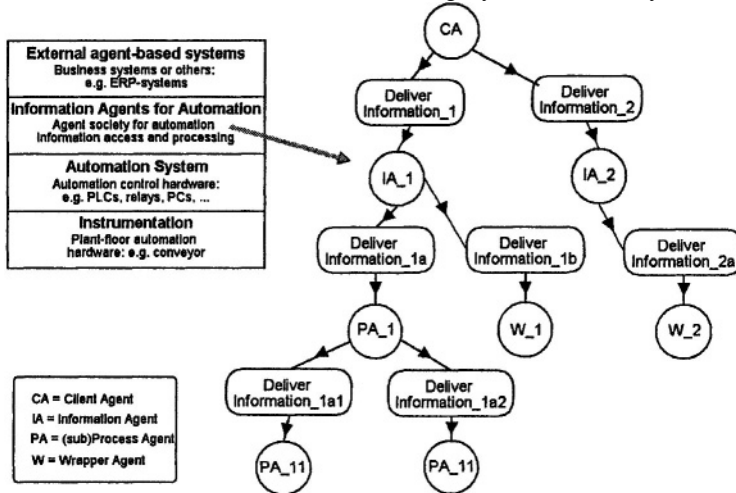 External agent-based systems
Business systems or others:
e.g. ERP-systems
Information Agents for Automation
Agent society for automation
information access and processing
Automation System
Automation control hardware:
e.g. PLCs, relays, PCs, ...
Instrumentation
Plant-floor automation
hardware: e.g. conveyor
CA
Deliver
Information_1
Deliver
Information_2
IA_1
IA_2
Deliver
Information_1a
Deliver
Information_1b
Deliver
Information_2a
PA_1
W_1
W_2
Deliver
Information_1a1
Deliver
Information_1a2
PA_11
PA_11
CA = Client Agent
IA = Information Agent
PA = (sub)Process Agent
W = Wrapper Agent